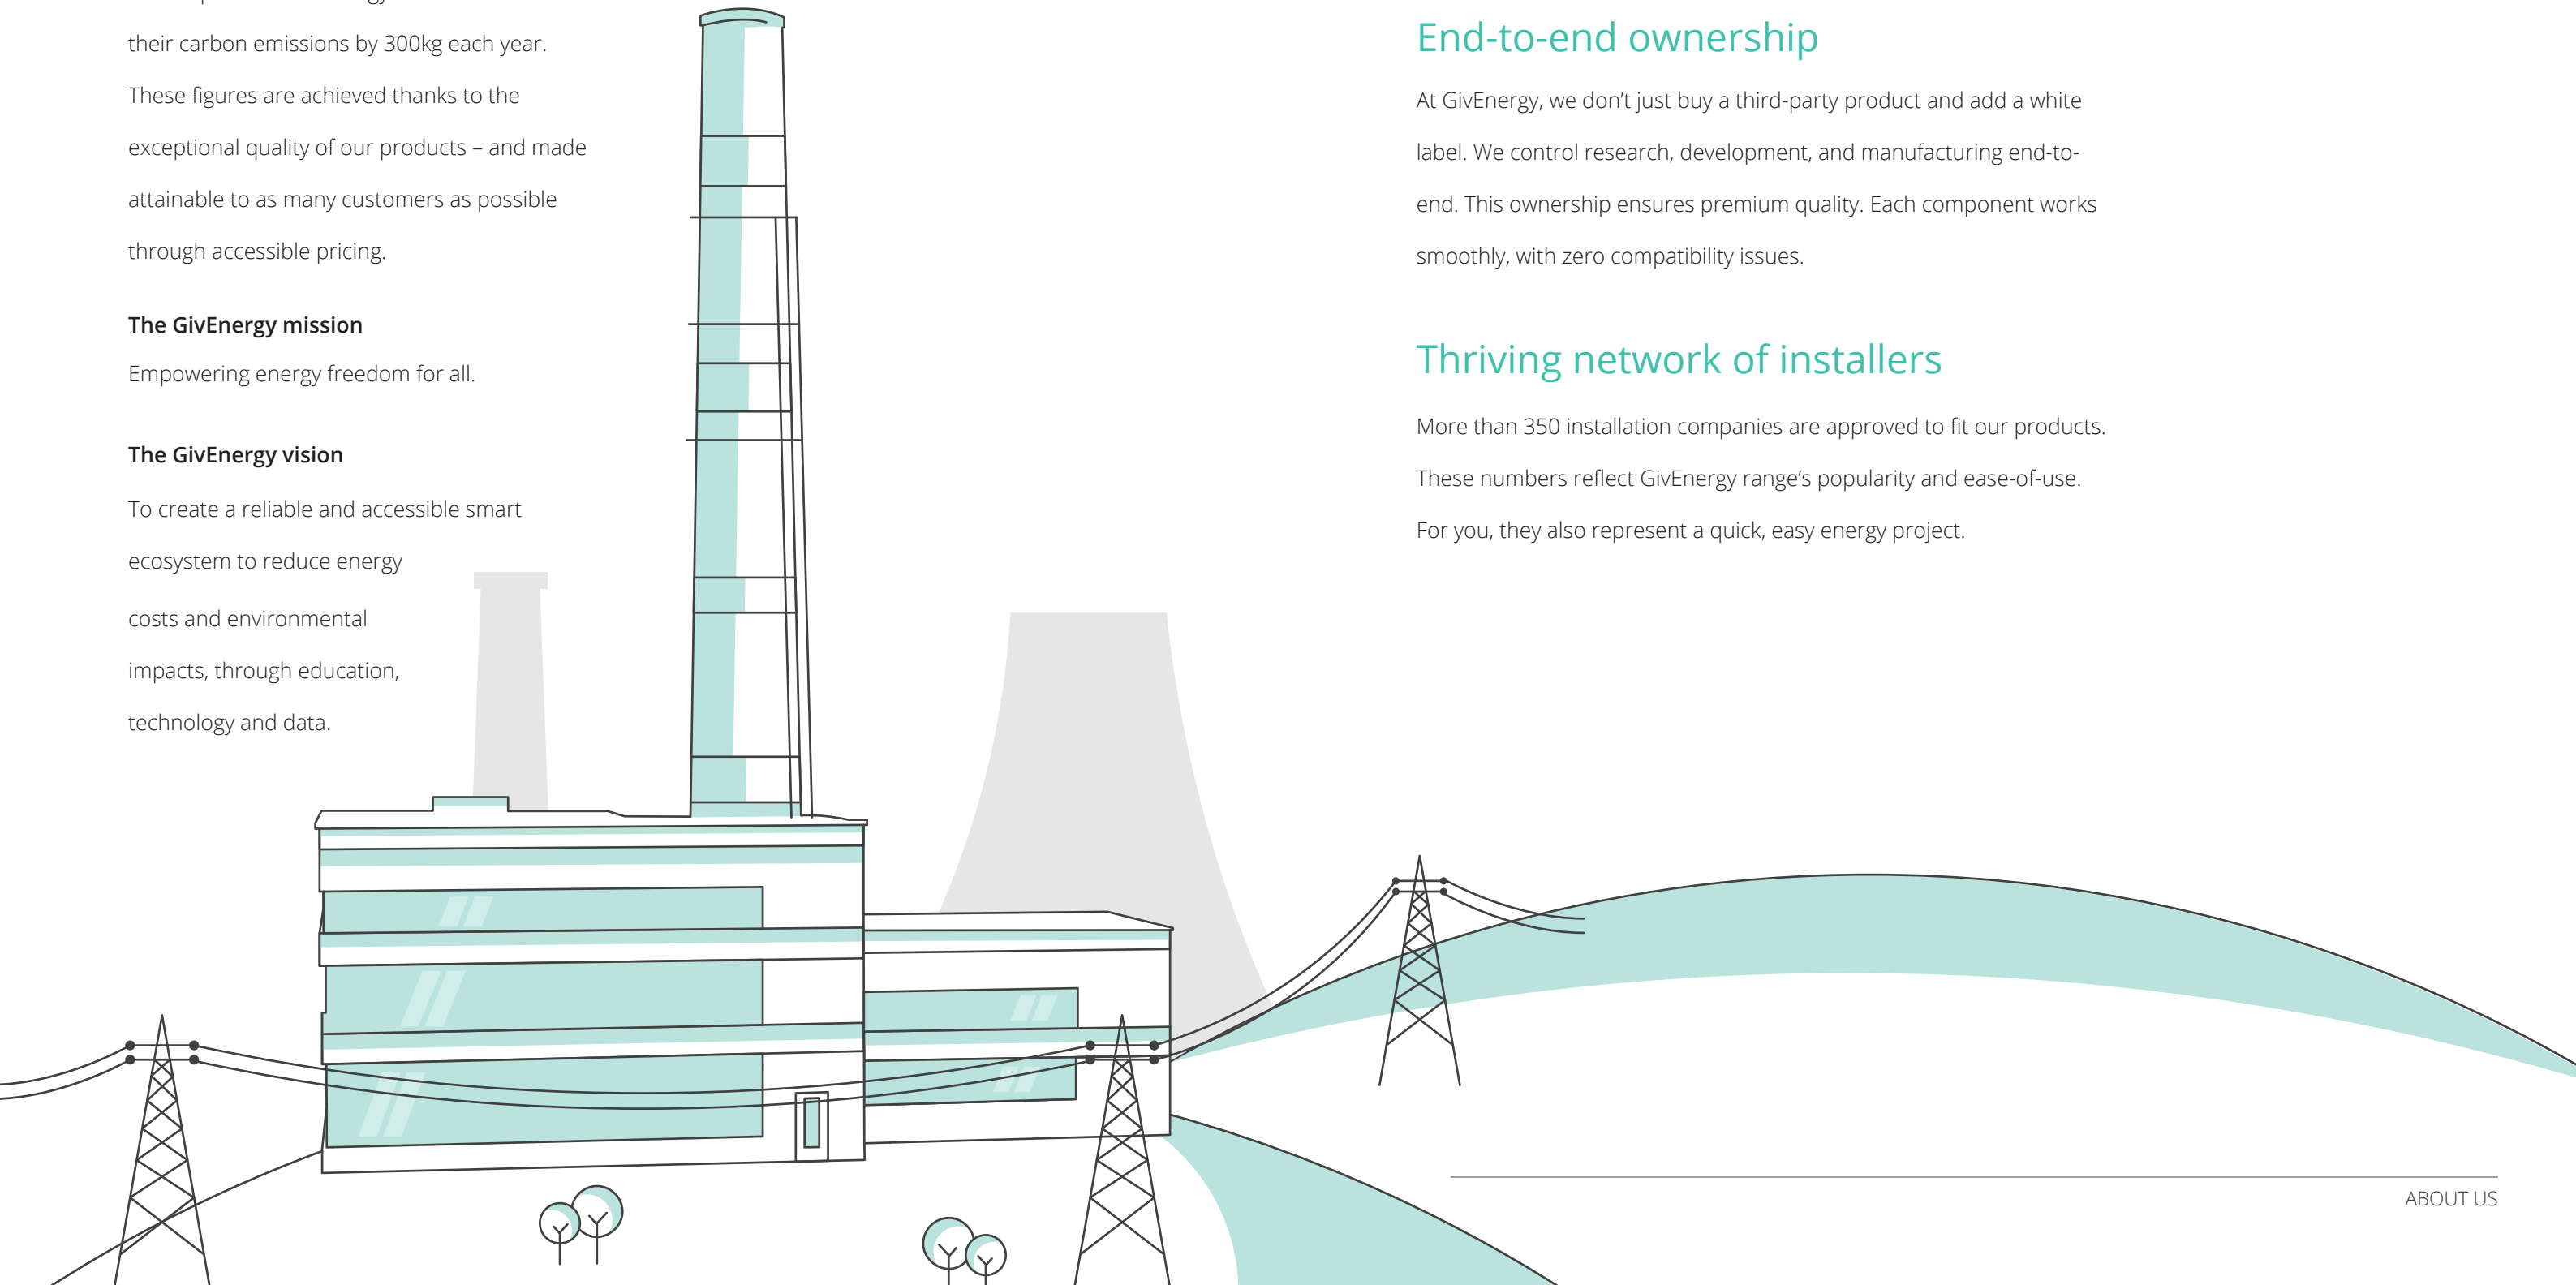 their carbon emissions by 300kg each year.
These figures are achieved thanks to the
exceptional quality of our products – and made
attainable to as many customers as possible
through accessible pricing.
The GivEnergy mission
Empowering energy freedom for all.
The GivEnergy vision
To create a reliable and accessible smart
ecosystem to reduce energy
costs and environmental
impacts, through education,
technology and data.
End-to-end ownership
At GivEnergy, we don’t just buy a third-party product and add a white
label. We control research, development, and manufacturing end-to-
end. This ownership ensures premium quality. Each component works
smoothly, with zero compatibility issues.
Thriving network of installers
More than 350 installation companies are approved to fit our products.
These numbers reflect GivEnergy range’s popularity and ease-of-use.
For you, they also represent a quick, easy energy project.
ABOUT US